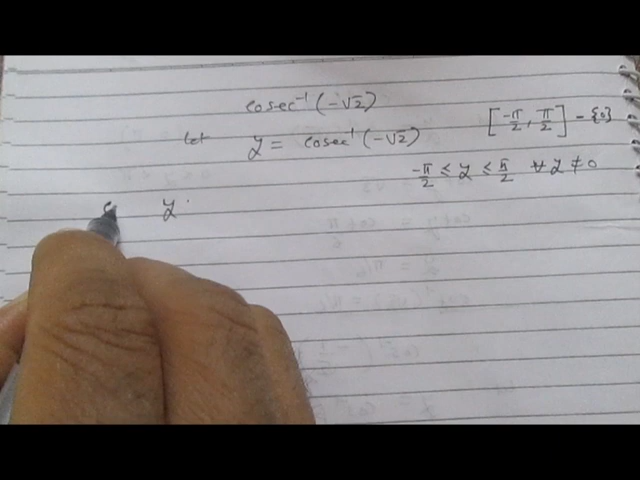 cosec⁻¹(-√2)
let y = cosec⁻¹(-√2) [-π/2, π/2] - {0}
-π/2 ≤ y ≤ π/2 ∀ y ≠ 0
y